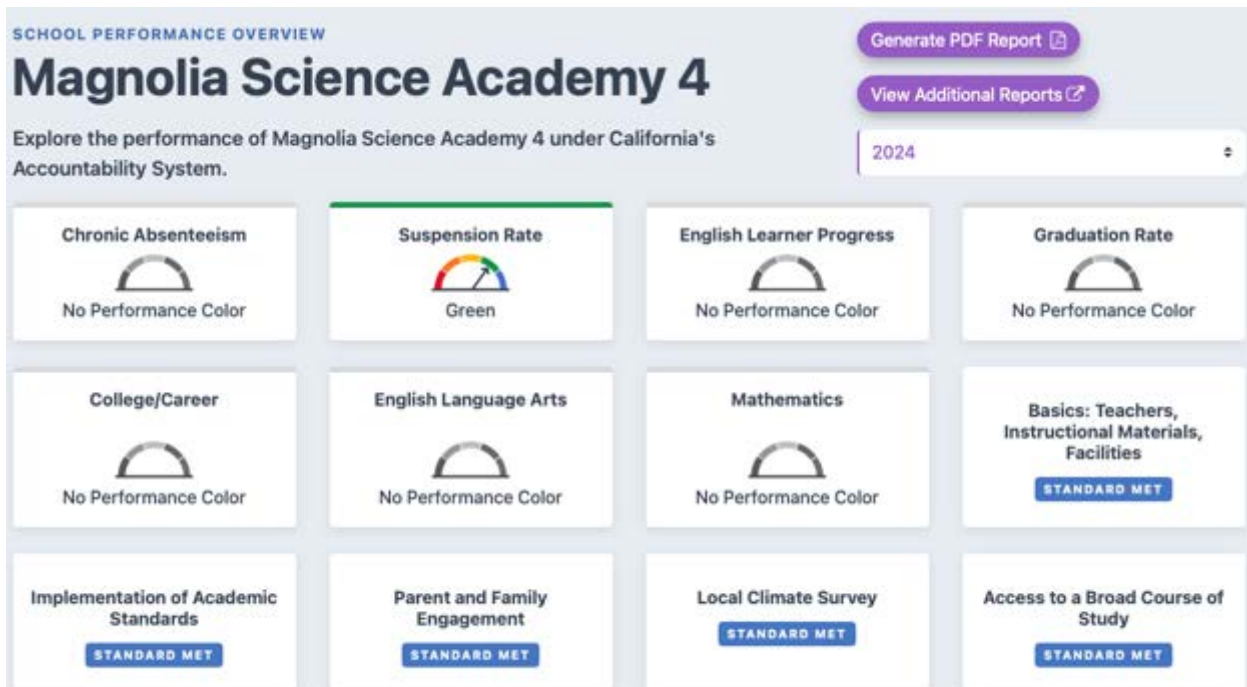 SCHOOL PERFORMANCE OVERVIEW
Magnolia Science Academy 4
Explore the performance of Magnolia Science Academy 4 under California's
Accountability System.
Generate PDF Report
View Additional Reports
2024
Chronic Absenteeism
No Performance Color
Suspension Rate
Green
English Learner Progress
No Performance Color
Graduation Rate
No Performance Color
College/Career
No Performance Color
English Language Arts
No Performance Color
Mathematics
No Performance Color
Basics: Teachers,
Instructional Materials,
Facilities
STANDARD MET
Implementation of Academic
Standards
STANDARD MET
Parent and Family
Engagement
STANDARD MET
Local Climate Survey
STANDARD MET
Access to a Broad Course of
Study
STANDARD MET